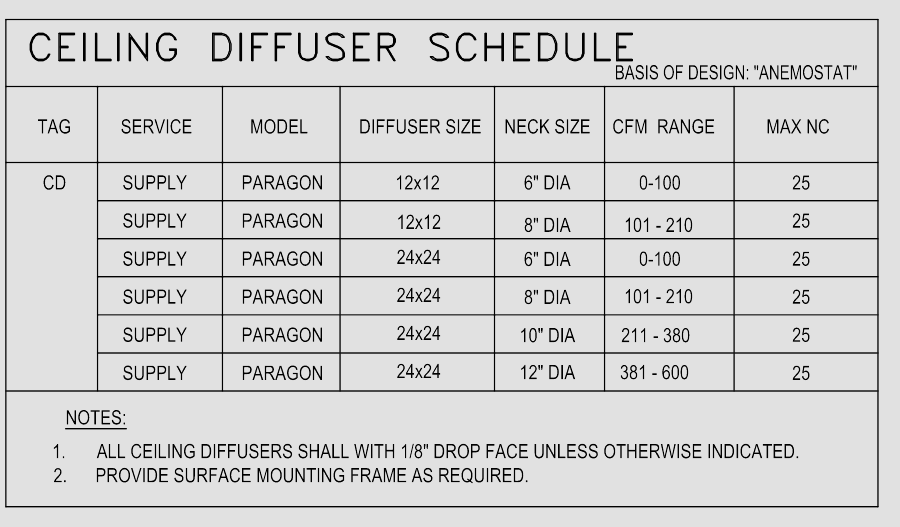 CEILING DIFFUSER SCHEDULE
BASIS OF DESIGN: "ANEMOSTAT"
TAG SERVICE MODEL DIFFUSER SIZE NECK SIZE CFM RANGE MAX NC
CD SUPPLY PARAGON 12x12 6" DIA 0-100 25
SUPPLY PARAGON 12x12 8" DIA 101 - 210 25
SUPPLY PARAGON 24x24 6" DIA 0-100 25
SUPPLY PARAGON 24x24 8" DIA 101 - 210 25
SUPPLY PARAGON 24x24 10" DIA 211 - 380 25
SUPPLY PARAGON 24x24 12" DIA 381 - 600 25
NOTES:
1. ALL CEILING DIFFUSERS SHALL WITH 1/8" DROP FACE UNLESS OTHERWISE INDICATED.
2. PROVIDE SURFACE MOUNTING FRAME AS REQUIRED.